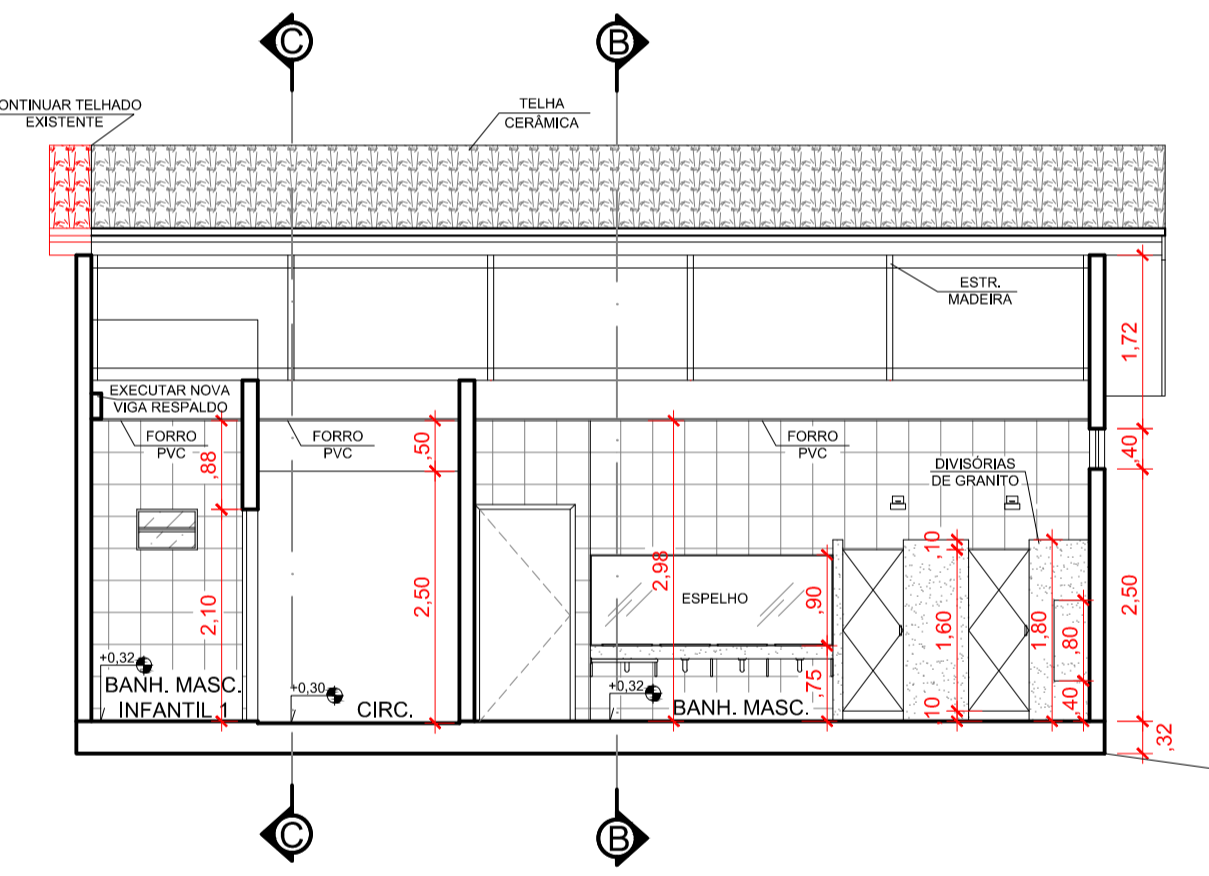 C
B
ONTINUAR TELHADO
EXISTENTE
TELHA
CERÂMICA
ESTR.
MADEIRA
1,72
EXECUTAR NOVA
VIGA RESPALDO
FORRO
PVC
,88
FORRO
PVC
,50
FORRO
PVC
,40
DIVISÓRIAS
DE GRANITO
2,10
2,50
2,98
ESPELHO
,90
,10
1,60
1,80
,80
2,50
+0,32
BANH. MASC.
INFANTIL 1
+0,30
CIRC.
+0,32
BANH. MASC.
,75
,10
,40
,32
C
B